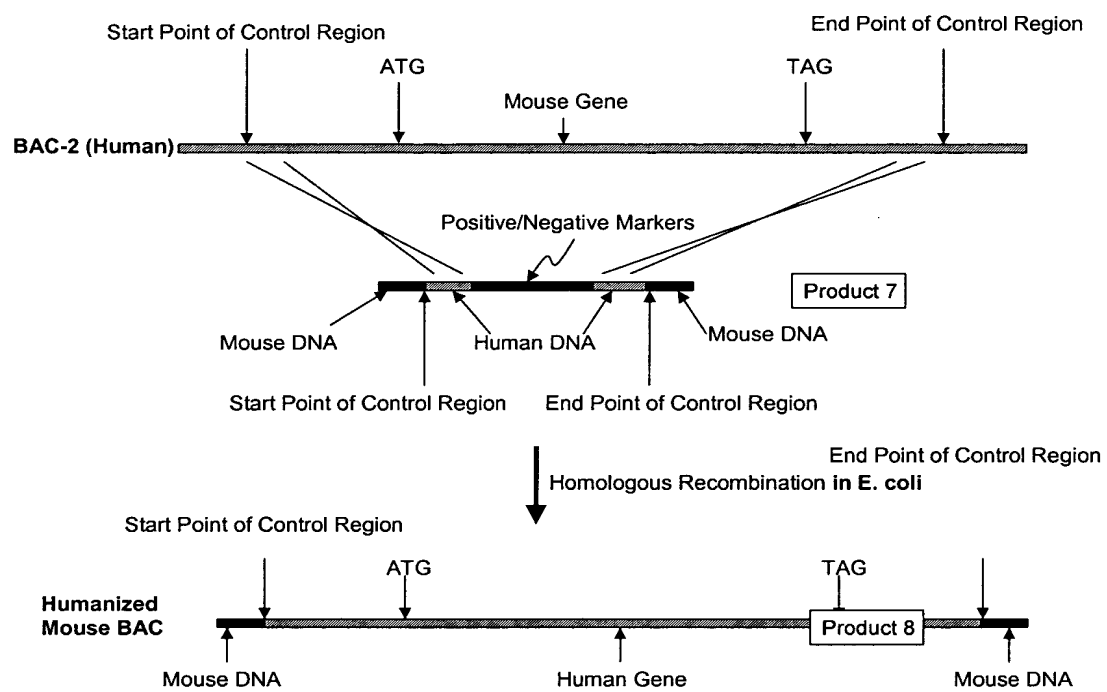 Start Point of Control Region
End Point of Control Region
ATG
TAG
Mouse Gene
BAC-2 (Human)
Positive/Negative Markers
Product 7
Mouse DNA
Human DNA
Mouse DNA
Start Point of Control Region
End Point of Control Region
End Point of Control Region
Homologous Recombination in E. coli
Start Point of Control Region
ATG
TAG
Humanized
Mouse BAC
Product 8
Mouse DNA
Human Gene
Mouse DNA